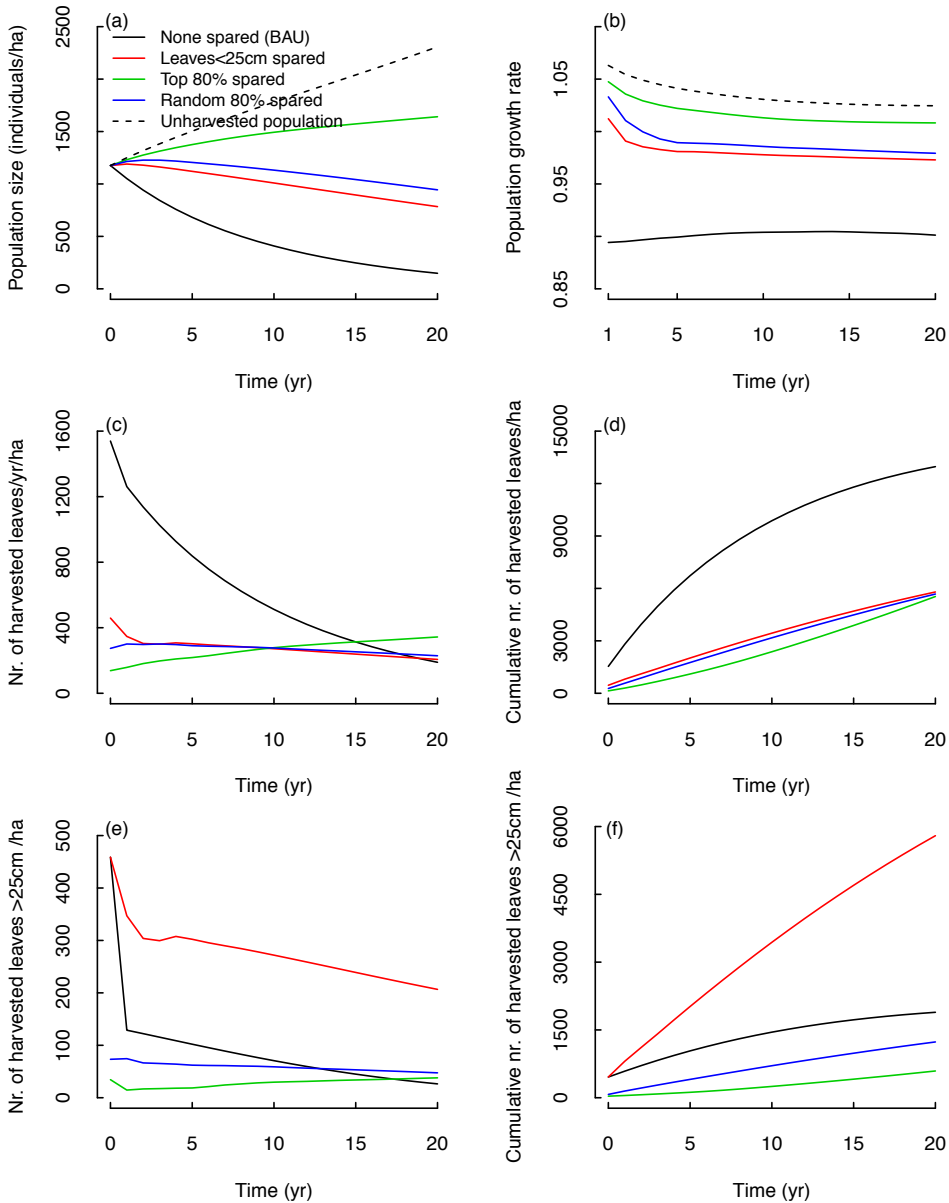 (a)
None spared (BAU)
Leaves<25cm spared
Top 80% spared
Random 80% spared
Unharvested population
Population size (individuals/ha)
0
500
1500
2500
0 5 10 15 20
Time (yr)
(b)
Population growth rate
0.85
0.95
1.05
1 5 10 15 20
Time (yr)
(c)
Nr. of harvested leaves/yr/ha
0
400
800
1200
1600
0 5 10 15 20
Time (yr)
(d)
Cumulative nr. of harvested leaves/ha
0
3000
9000
15000
0 5 10 15 20
Time (yr)
(e)
Nr. of harvested leaves >25cm /ha
0
100
200
300
400
500
0 5 10 15 20
Time (yr)
(f)
Cumulative nr. of harvested leaves >25cm /ha
0
1500
3000
4500
6000
0 5 10 15 20
Time (yr)